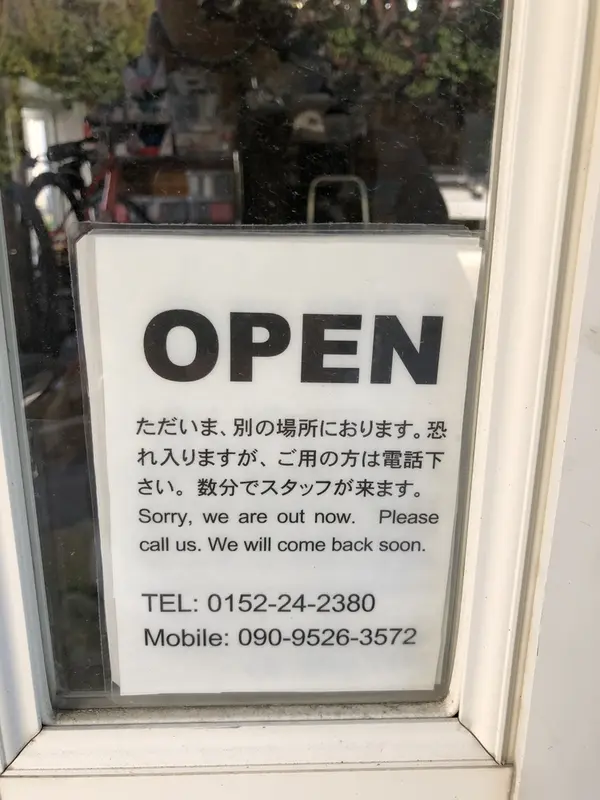 OPEN
ただいま、別の場所におります。恐
れ入りますが、ご用の方は電話下
さい。数分でスタッフが来ます。
Sorry, we are out now. Please
call us. We will come back soon.
TEL: 0152-24-2380
Mobile: 090-9526-3572